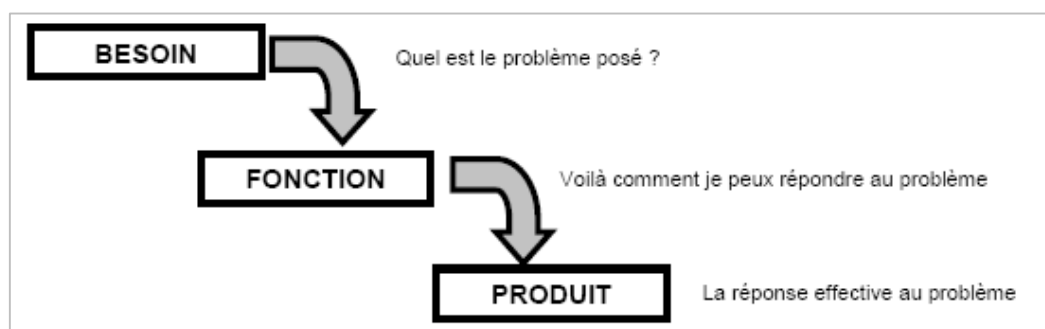 BESOIN
Quel est le problème posé ?
FONCTION
Voilà comment je peux répondre au problème
PRODUIT
La réponse effective au problème